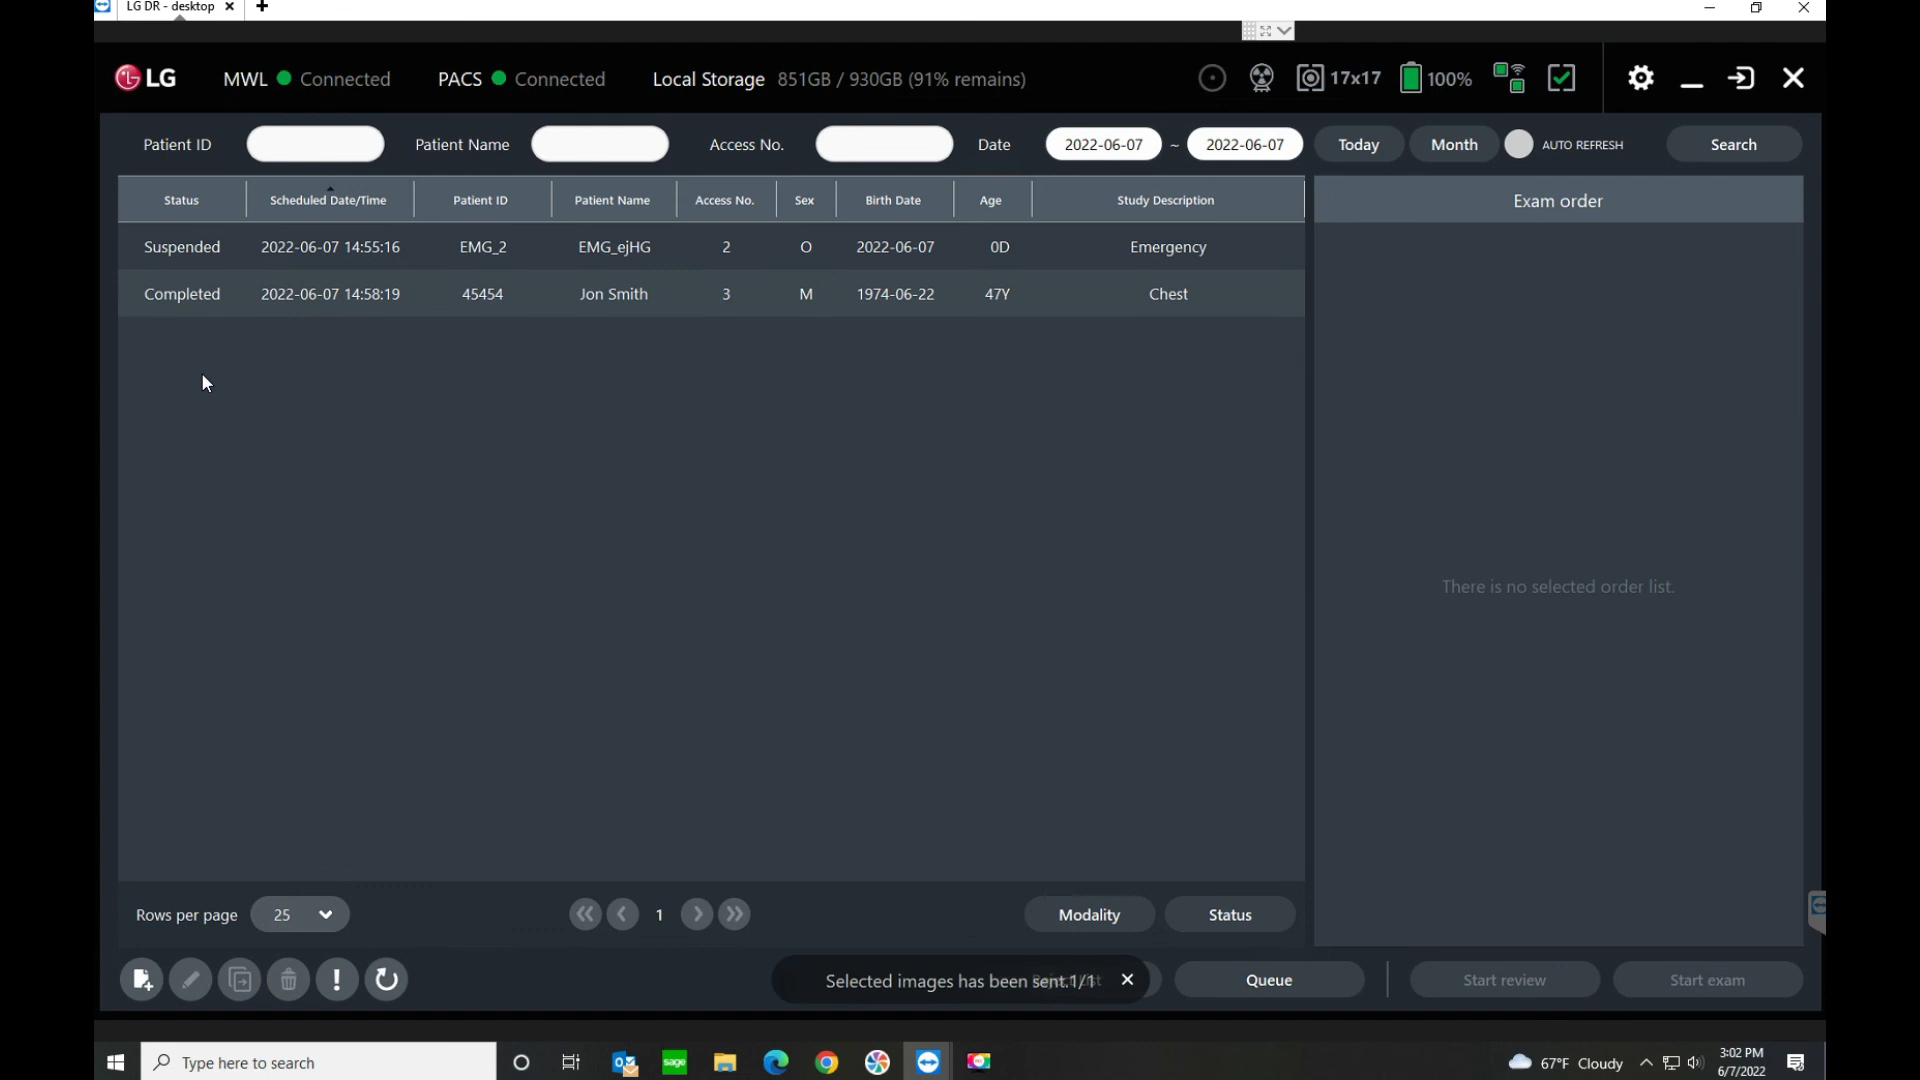 LG DR - desktop
LG MWL Connected PACS Connected Local Storage 851GB / 930GB (91% remains) 17x17 100%
Patient ID Patient Name Access No. Date 2022-06-07 ~ 2022-06-07 Today Month AUTO REFRESH Search
Status Scheduled Date/Time Patient ID Patient Name Access No. Sex Birth Date Age Study Description Exam order
Suspended 2022-06-07 14:55:16 EMG_2 EMG_ejHG 2 O 2022-06-07 0D Emergency
Completed 2022-06-07 14:58:19 45454 Jon Smith 3 M 1974-06-22 47Y Chest
There is no selected order list.
Rows per page 25 1 Modality Status
Selected images has been sent.1/1 Queue Start review Start exam
Type here to search sage 67°F Cloudy 3:02 PM
6/7/2022